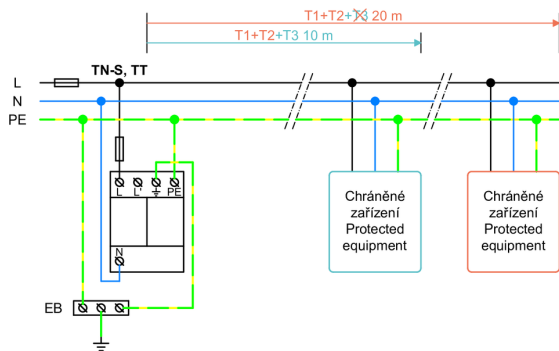 T1+T2+T3 20 m
T1+T2+T3 10 m
TN-S, TT
L
N
PE
L
L'
PE
N
EB
Chráněné
zařízení
Protected
equipment
Chráněné
zařízení
Protected
equipment